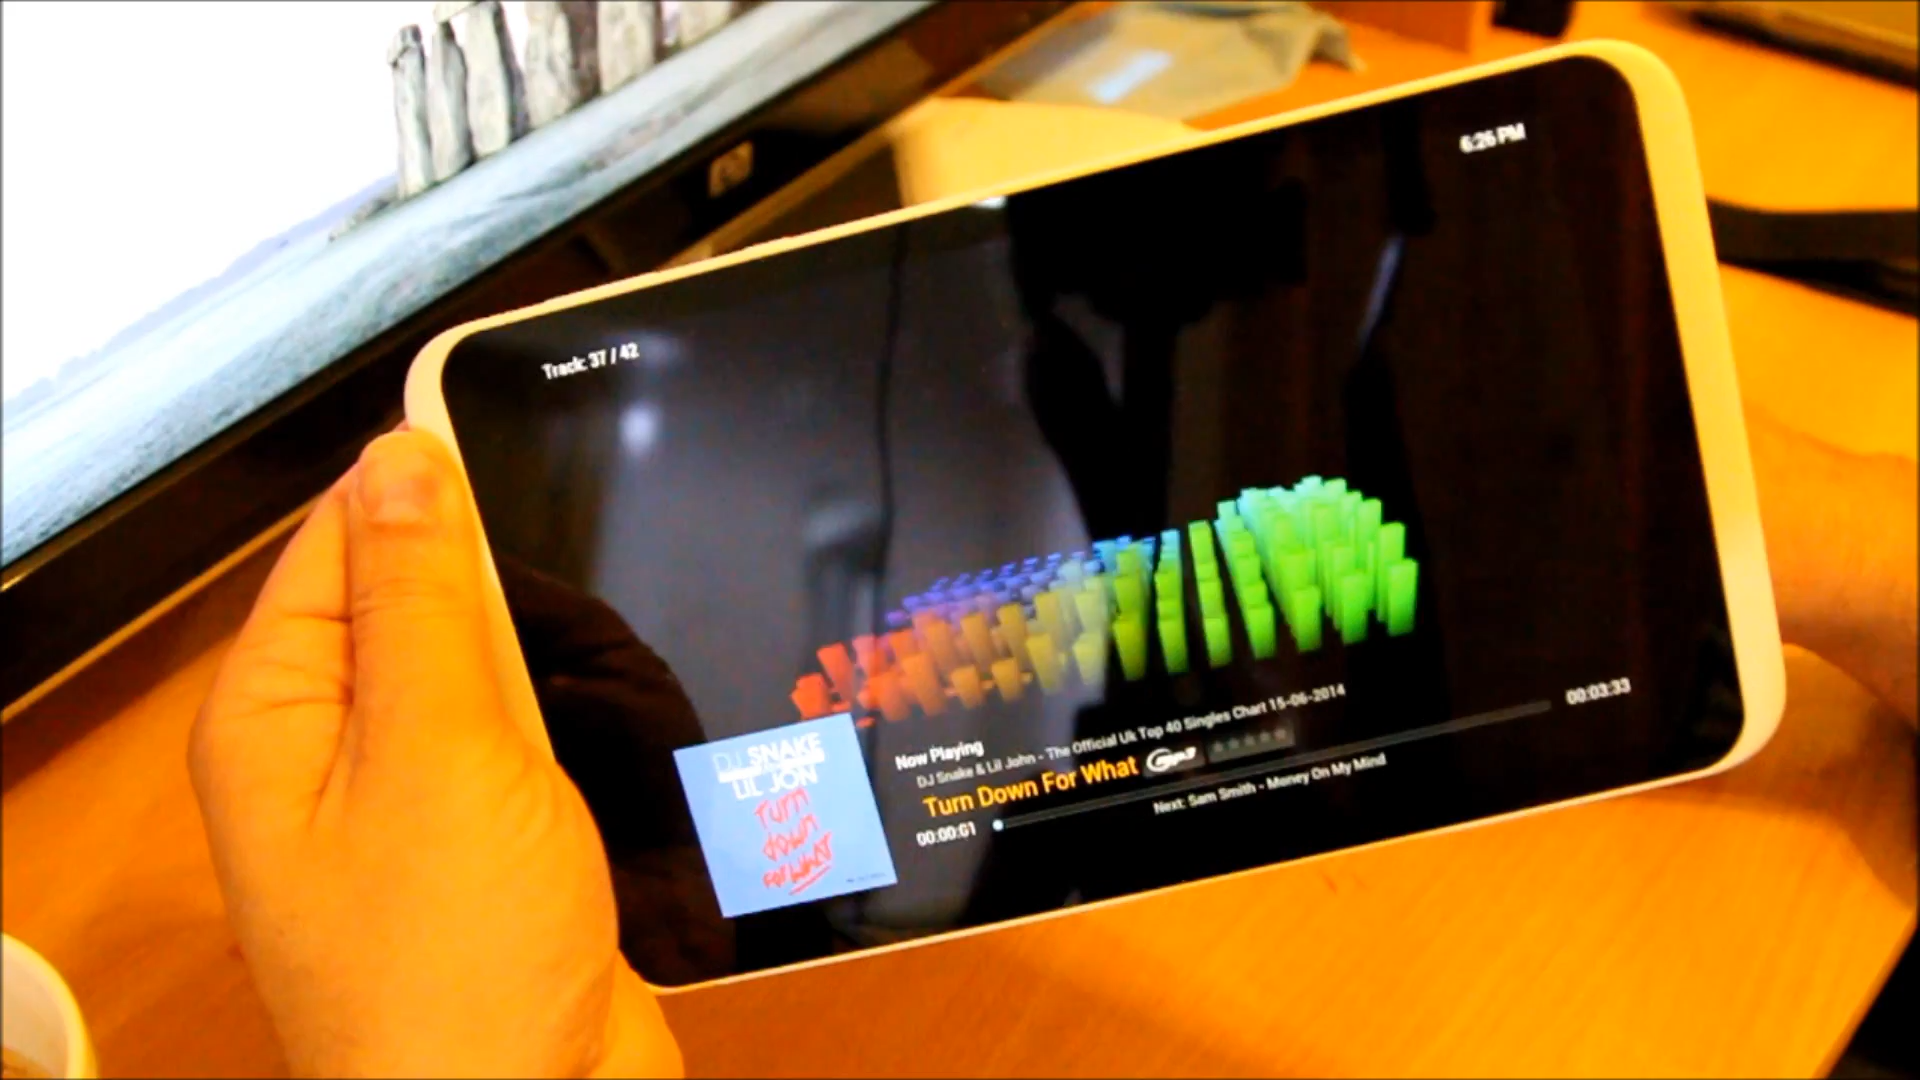 6:26 PM
Track: 37 / 42
Now Playing
DJ Snake & Lil John - The Official Uk Top 40 Singles Chart 15-06-2014
Turn Down For What
mp3
00:00:01
00:03:33
Next: Sam Smith - Money On My Mind
DJ SNAKE
LIL JON
TURN
DOWN
FOR WHAT
hp